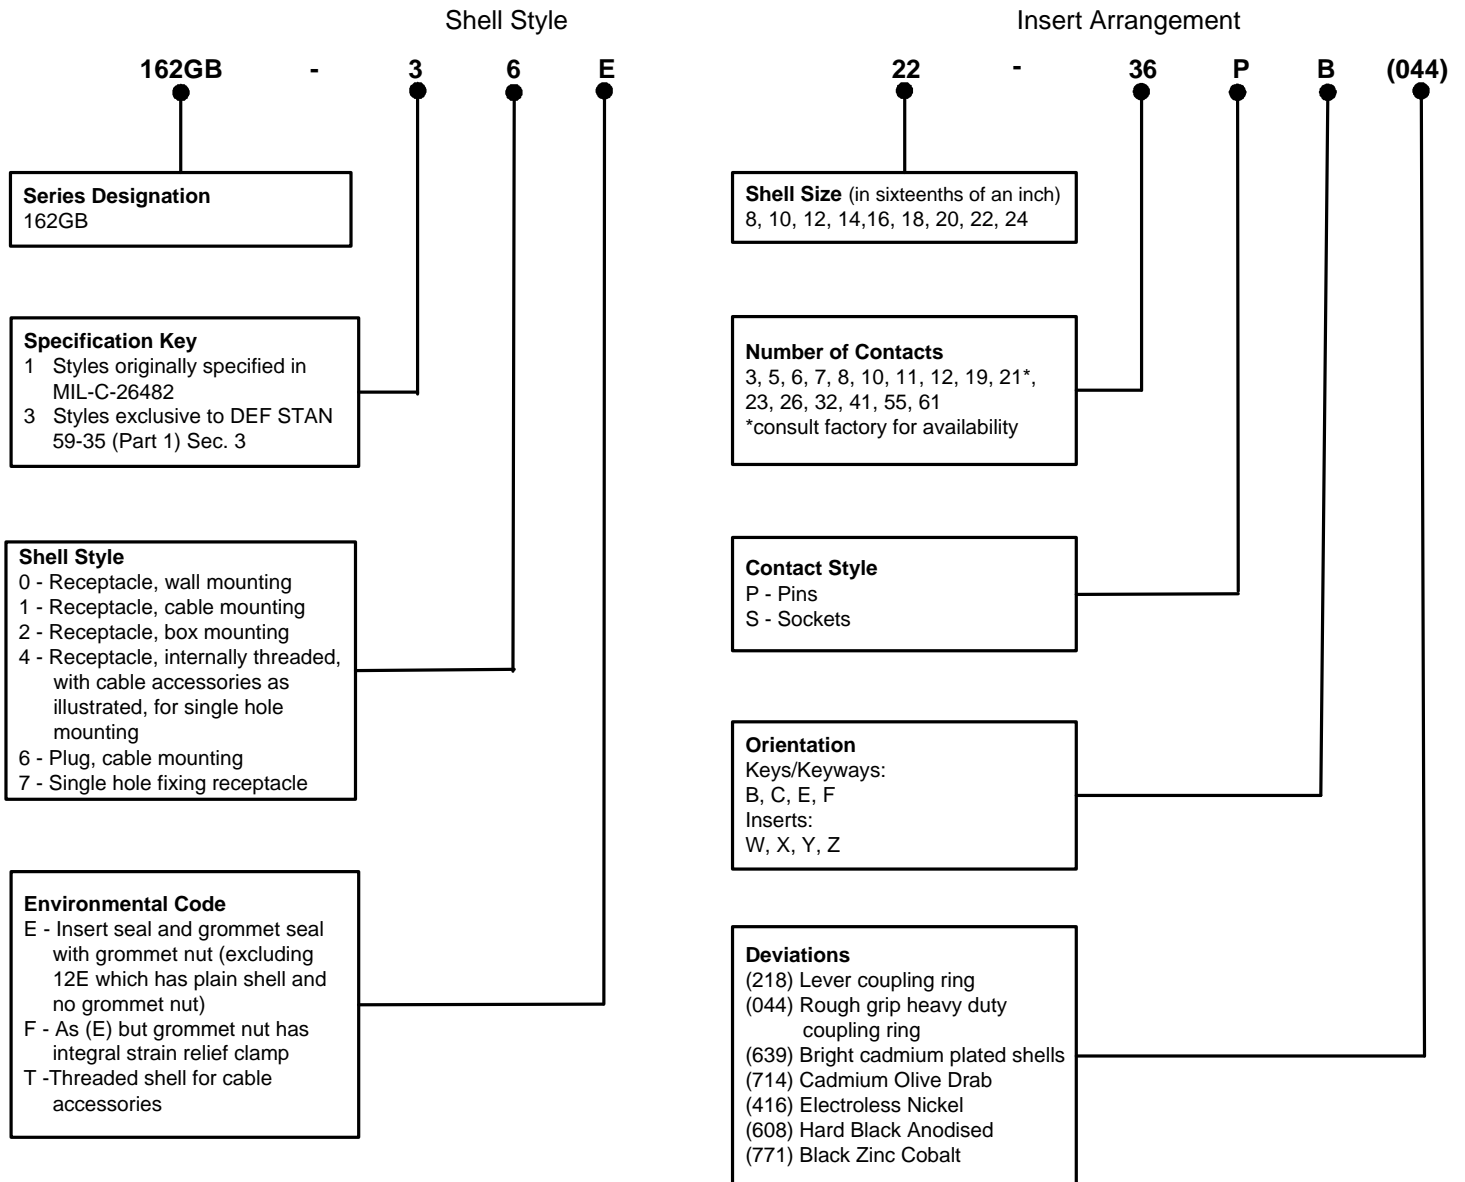 Shell Style
Insert Arrangement
162GB - 3 6 E 22 - 36 P B (044)
Series Designation
162GB
Specification Key
1 Styles originally specified in
MIL-C-26482
3 Styles exclusive to DEF STAN
59-35 (Part 1) Sec. 3
Shell Style
0 - Receptacle, wall mounting
1 - Receptacle, cable mounting
2 - Receptacle, box mounting
4 - Receptacle, internally threaded,
with cable accessories as
illustrated, for single hole
mounting
6 - Plug, cable mounting
7 - Single hole fixing receptacle
Environmental Code
E - Insert seal and grommet seal
with grommet nut (excluding
12E which has plain shell and
no grommet nut)
F - As (E) but grommet nut has
integral strain relief clamp
T -Threaded shell for cable
accessories
Shell Size (in sixteenths of an inch)
8, 10, 12, 14,16, 18, 20, 22, 24
Number of Contacts
3, 5, 6, 7, 8, 10, 11, 12, 19, 21*,
23, 26, 32, 41, 55, 61
*consult factory for availability
Contact Style
P - Pins
S - Sockets
Orientation
Keys/Keyways:
B, C, E, F
Inserts:
W, X, Y, Z
Deviations
(218) Lever coupling ring
(044) Rough grip heavy duty
coupling ring
(639) Bright cadmium plated shells
(714) Cadmium Olive Drab
(416) Electroless Nickel
(608) Hard Black Anodised
(771) Black Zinc Cobalt